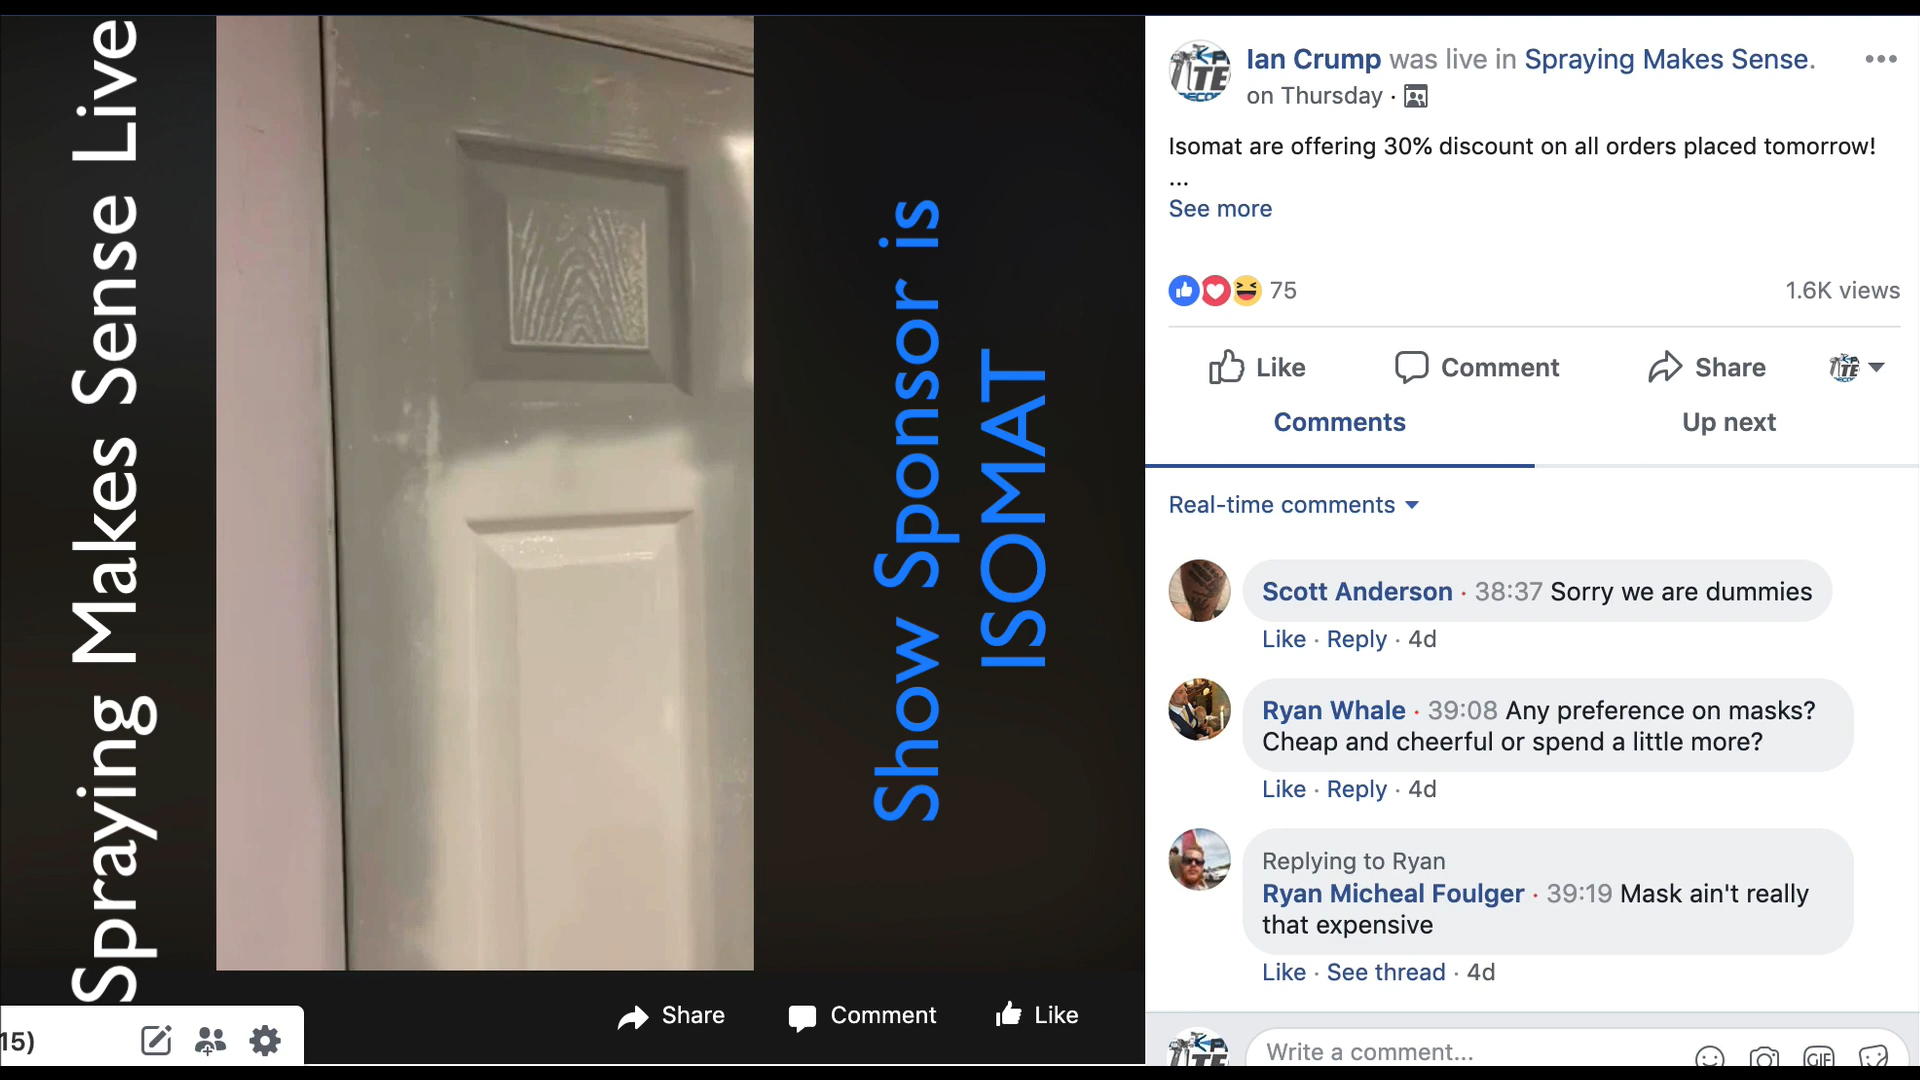 Spraying Makes Sense Live
Show Sponsor is
ISOMAT
Share
Comment
Like
15)
Ian Crump was live in Spraying Makes Sense.
on Thursday ·
Isomat are offering 30% discount on all orders placed tomorrow!
...
See more
75
1.6K views
Like
Comment
Share
Comments
Up next
Real-time comments
Scott Anderson · 38:37 Sorry we are dummies
Like · Reply · 4d
Ryan Whale · 39:08 Any preference on masks?
Cheap and cheerful or spend a little more?
Like · Reply · 4d
Replying to Ryan
Ryan Micheal Foulger · 39:19 Mask ain't really
that expensive
Like · See thread · 4d
Write a comment...
GIF